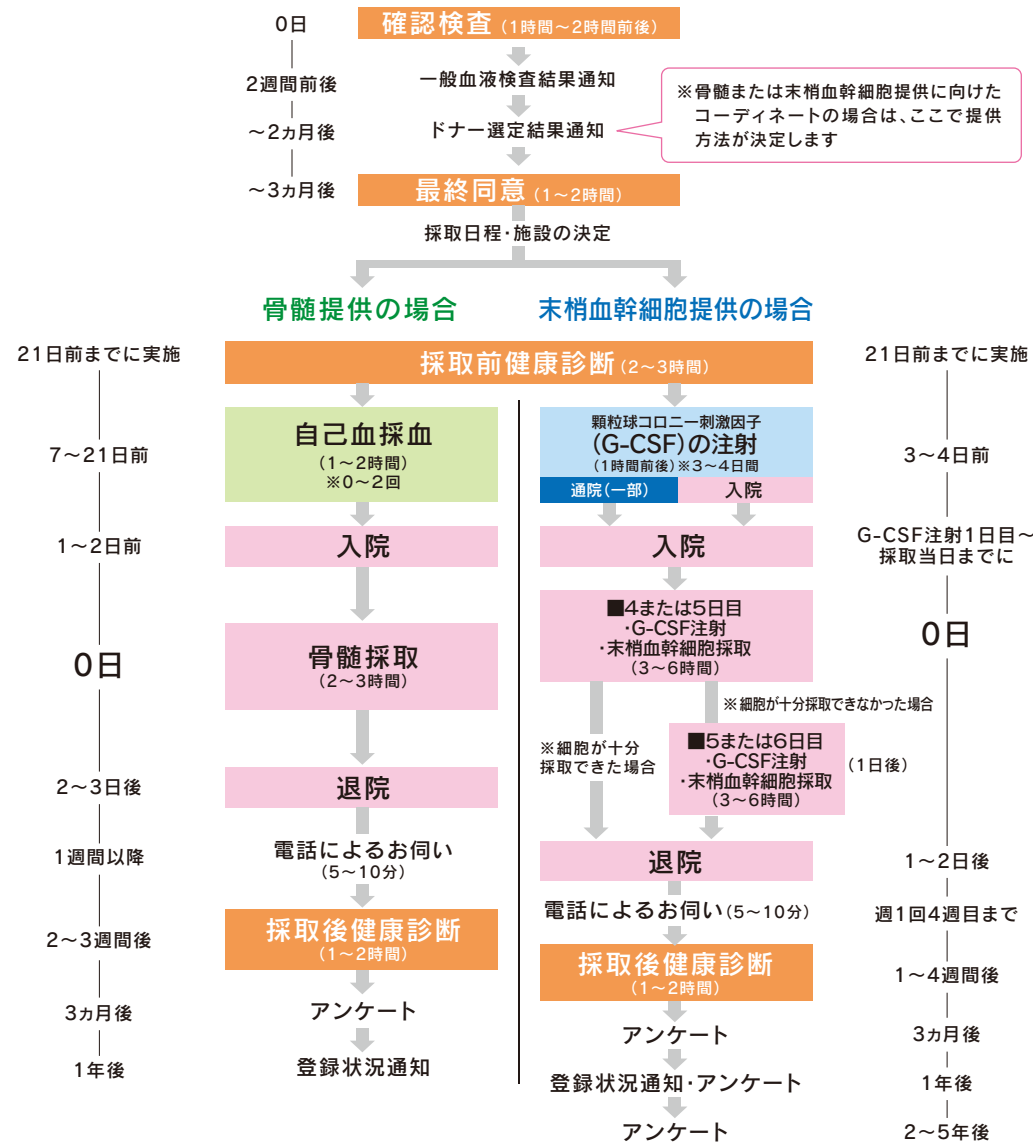 0日
確認検査(1時間〜2時間前後)
2週間前後
一般血液検査結果通知
〜2ヵ月後
ドナー選定結果通知
※骨髄または末梢血幹細胞提供に向けた
コーディネートの場合は、ここで提供
方法が決定します
〜3ヵ月後
最終同意(1〜2時間)
採取日程・施設の決定
骨髄提供の場合
末梢血幹細胞提供の場合
21日前までに実施
採取前健康診断(2〜3時間)
21日前までに実施
7〜21日前
自己血採血
(1〜2時間)
※0〜2回
顆粒球コロニー刺激因子
(G-CSF)の注射
(1時間前後)※3〜4日間
通院(一部)
入院
3〜4日前
1〜2日前
入院
入院
G-CSF注射1日目〜
採取当日までに
0日
骨髄採取
(2〜3時間)
■4または5日目
・G-CSF注射
・末梢血幹細胞採取
(3〜6時間)
0日
※細胞が十分採取できなかった場合
※細胞が十分
採取できた場合
■5または6日目
・G-CSF注射
・末梢血幹細胞採取
(3〜6時間)
(1日後)
2〜3日後
退院
1週間以降
電話によるお伺い
(5〜10分)
退院
1〜2日後
電話によるお伺い(5〜10分)
週1回4週目まで
2〜3週間後
採取後健康診断
(1〜2時間)
採取後健康診断
(1〜2時間)
1〜4週間後
3ヵ月後
アンケート
アンケート
3ヵ月後
1年後
登録状況通知
登録状況通知・アンケート
1年後
アンケート
2〜5年後